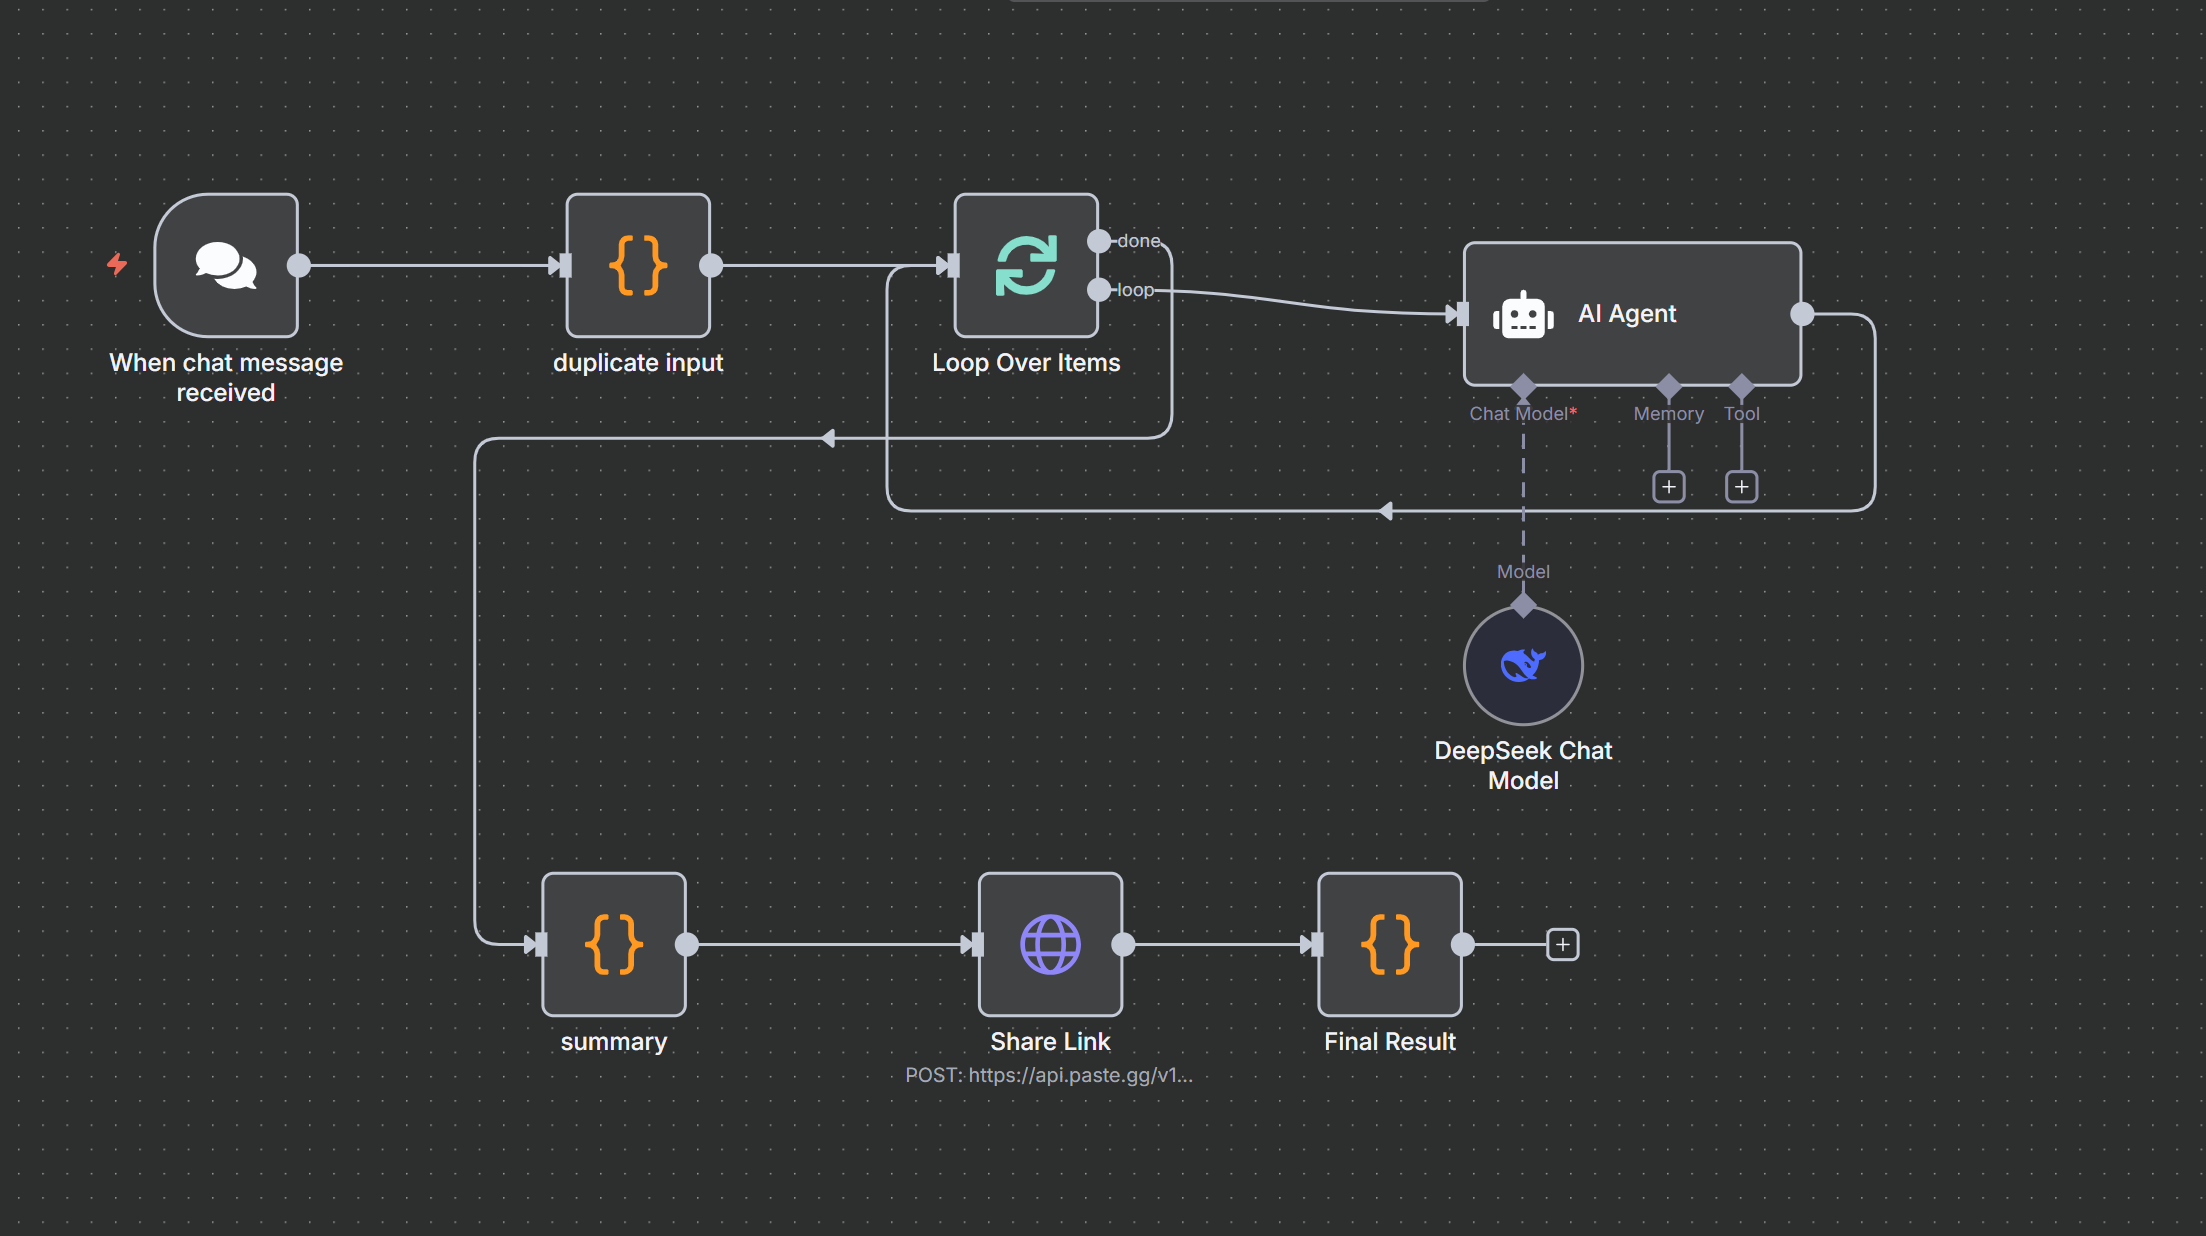 done
loop
AI Agent
When chat message
received
duplicate input
Loop Over Items
Chat Model*
Memory
Tool
Model
DeepSeek Chat
Model
summary
Share Link
POST: https://api.paste.gg/v1...
Final Result